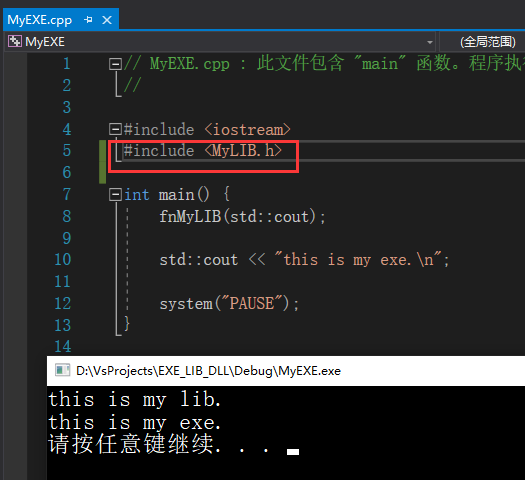 MyEXE.cpp
MyEXE (全局范围)
1 // MyEXE.cpp : 此文件包含 "main" 函数。程序执
2 //
3
4 #include <iostream>
5 #include <MyLIB.h>
6
7 int main() {
8 fnMyLIB(std::cout);
9
10 std::cout << "this is my exe.\n";
11
12 system("PAUSE");
13 }
14
D:\VsProjects\EXE_LIB_DLL\Debug\MyEXE.exe
this is my lib.
this is my exe.
请按任意键继续. . .